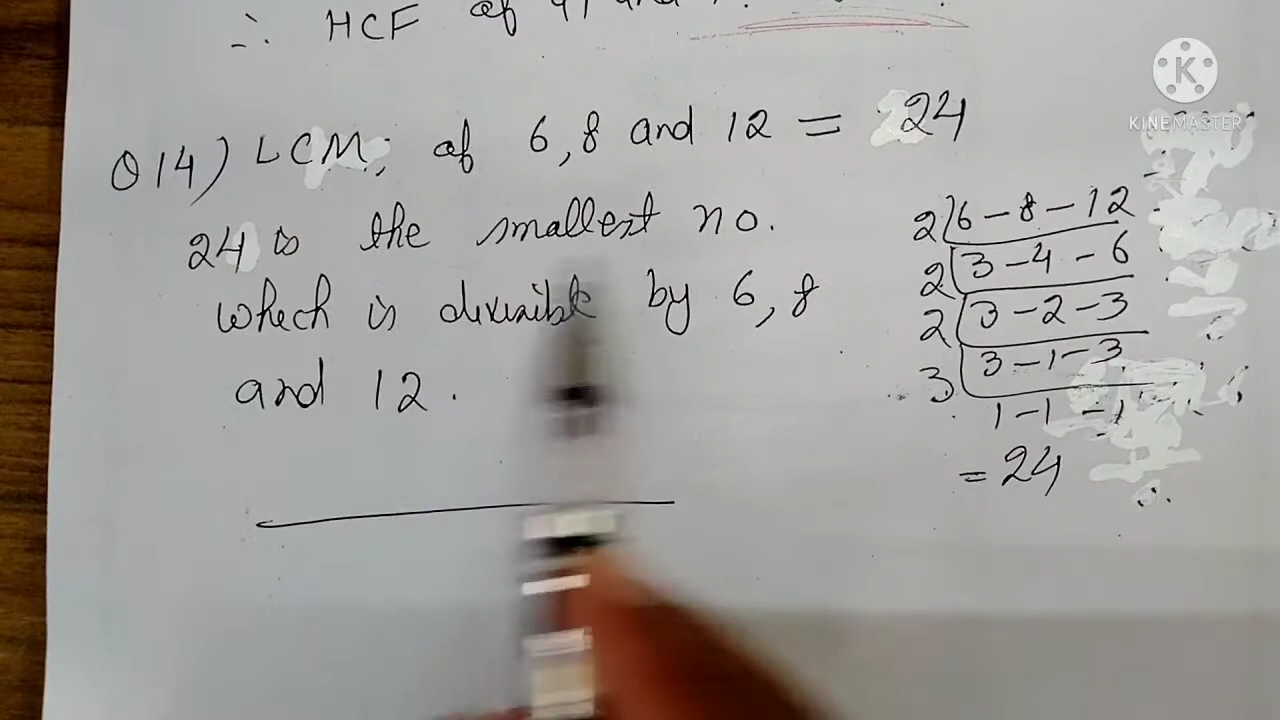 ∴ HCF of
Q14) LCM, of 6, 8 and 12 = 24
24 is the smallest no.
which is divisible by 6, 8
and 12.
2)6-8-12
2(3-4-6
2(3-2-3
3(3-1-3
1-1-1
= 24
K
KINEMASTER